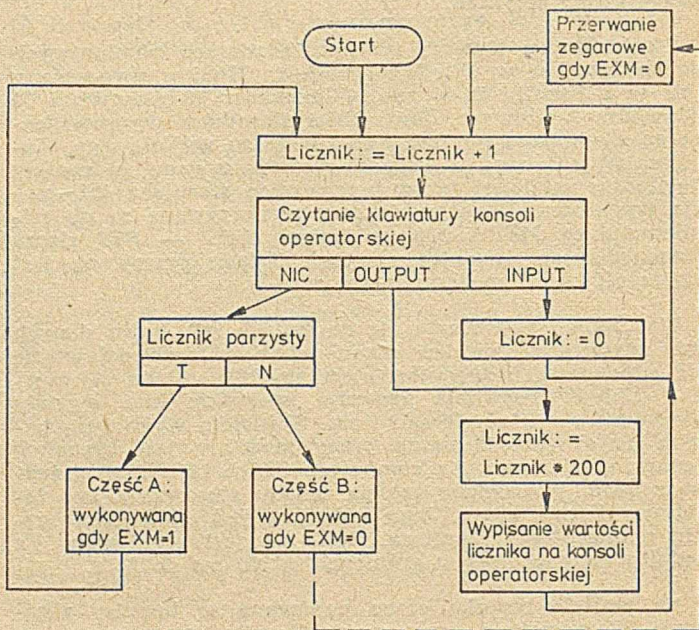 Start
Przerwanie
zegarowe
gdy EXM = 0
Licznik : = Licznik + 1
Czytanie klawiatury konsoli
operatorskiej
NIC
OUTPUT
INPUT
Licznik parzysty
T
N
Licznik : = 0
Licznik : =
Licznik * 200
Część A :
wykonywana
gdy EXM=1
Część B :
wykonywana
gdy EXM=0
Wypisanie wartości
licznika na konsoli
operatorskiej